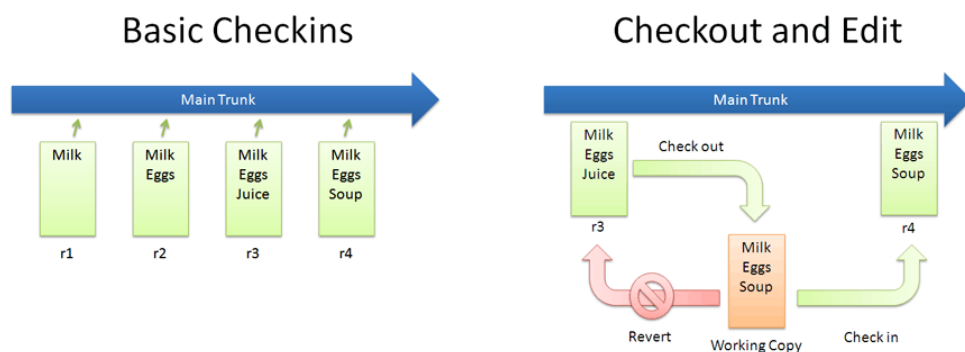 Basic Checkins
Main Trunk
Milk
Milk
Eggs
Milk
Eggs
Juice
Milk
Eggs
Soup
r1
r2
r3
r4
Checkout and Edit
Main Trunk
Milk
Eggs
Juice
r3
Check out
Milk
Eggs
Soup
r4
Milk
Eggs
Soup
Revert
Working Copy
Check in